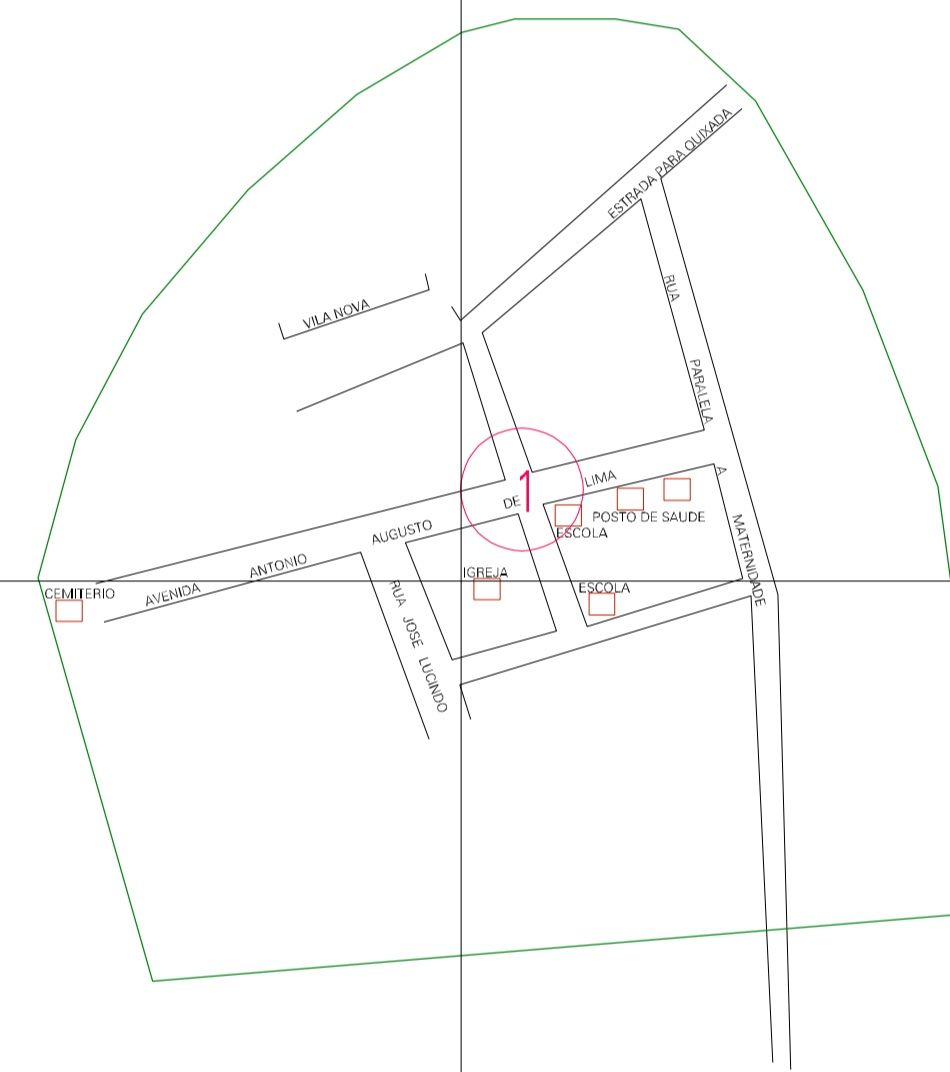 ESTRADA PARA QUIXADA
RUA PARALELA A MATERNIDADE
VILA NOVA
1
AVENIDA ANTONIO AUGUSTO DE LIMA
POSTO DE SAUDE
ESCOLA
IGREJA
ESCOLA
CEMITERIO
RUA JOSE LUCINDO